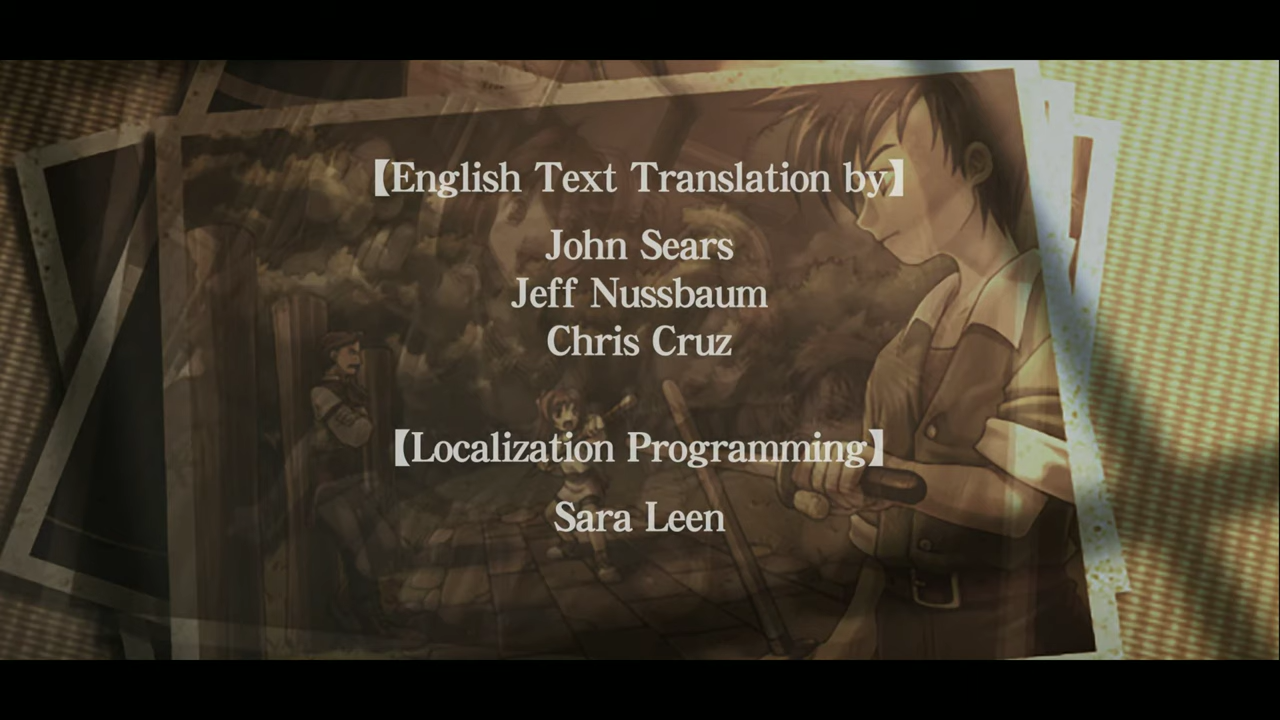 【English Text Translation by】
John Sears
Jeff Nussbaum
Chris Cruz
【Localization Programming】
Sara Leen